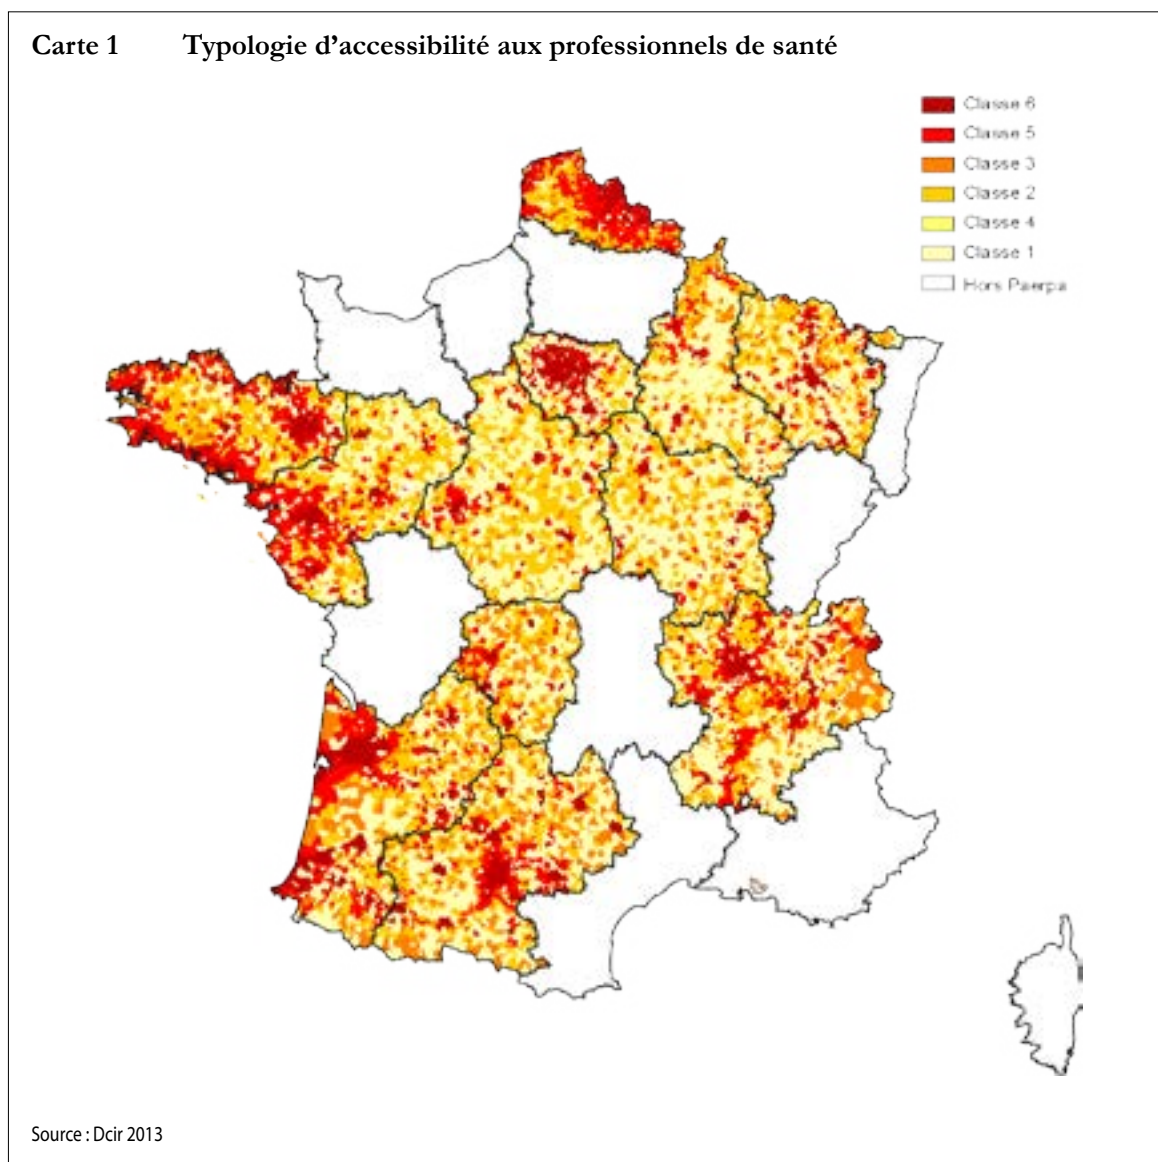 Carte 1 Typologie d'accessibilité aux professionnels de santé
Classe 6
Classe 5
Classe 3
Classe 2
Classe 4
Classe 1
Hors Paerpa
Source : Dcir 2013